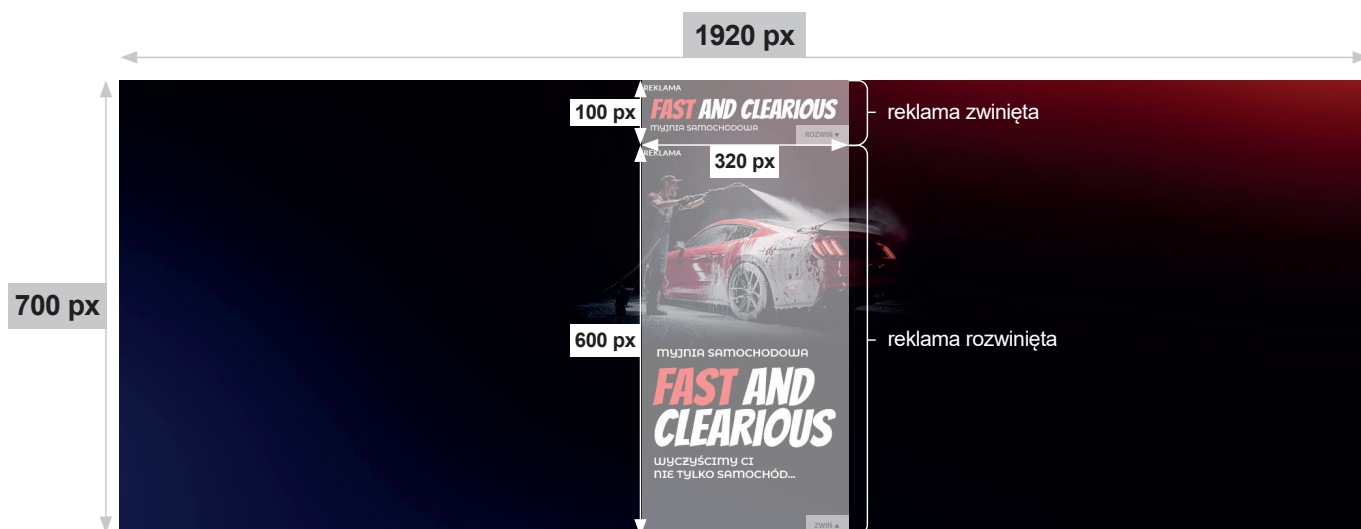 1920 px
REKLAMA
100 px
FAST AND CLEARIOUS
reklama zwinięta
MYJNIA SAMOCHODOWA
ROZWIŃ ▼
REKLAMA
320 px
700 px
600 px
reklama rozwinięta
MYJNIA SAMOCHODOWA
FAST AND
CLEARIOUS
WYCZYŚCIMY CI
NIE TYLKO SAMOCHÓD...
ZWIŃ ▲